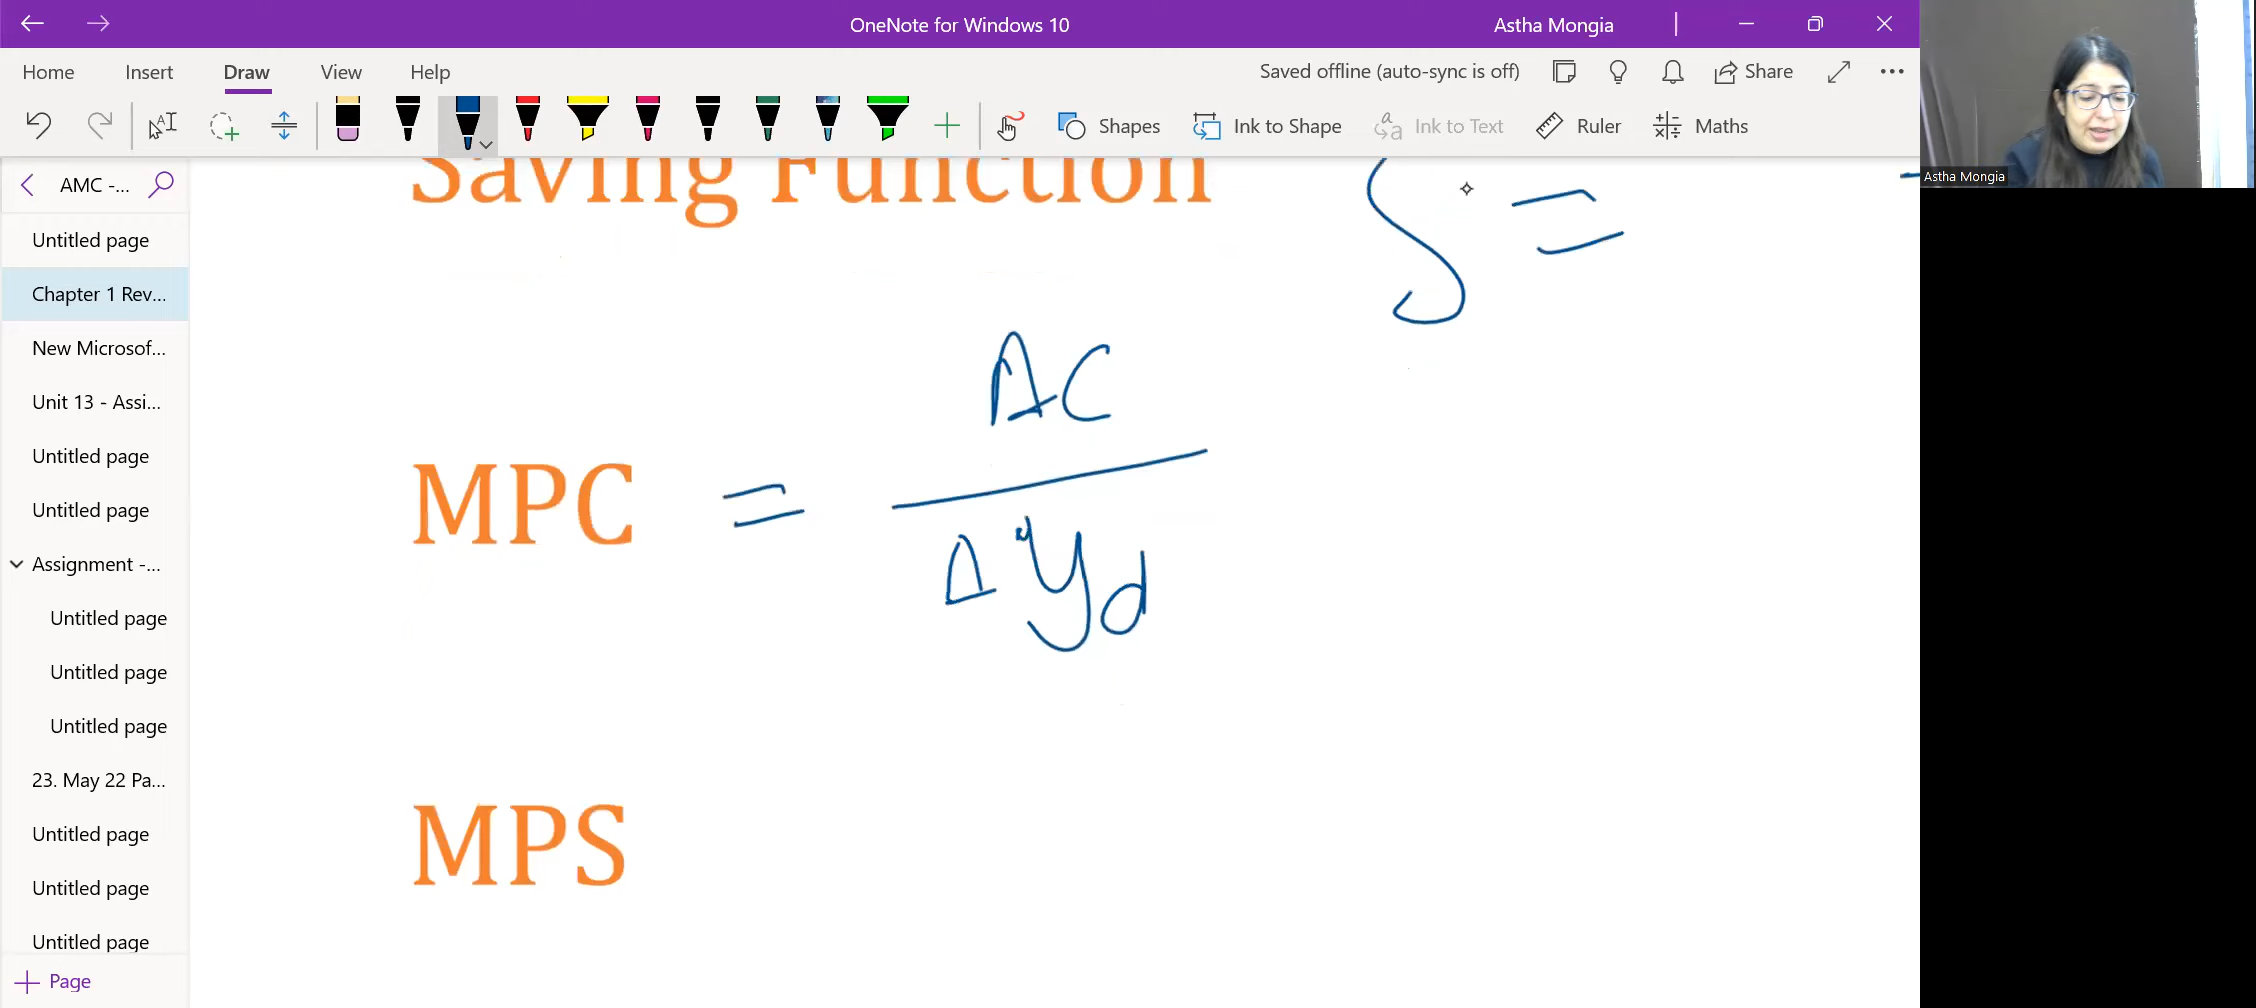 OneNote for Windows 10
Astha Mongia
Home Insert Draw View Help
Saved offline (auto-sync is off) Share
Shapes Ink to Shape Ink to Text Ruler Maths
Astha Mongia
AMC -...
Untitled page
Chapter 1 Rev...
New Microsof...
Unit 13 - Assi...
Untitled page
Untitled page
Assignment -...
Untitled page
Untitled page
Untitled page
23. May 22 Pa...
Untitled page
Untitled page
Untitled page
Page
Saving Function S =
ΔC
MPC =
ΔYd
MPS